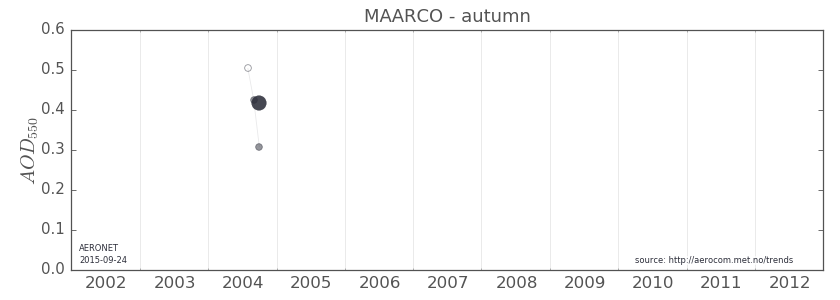 MAARCO - autumn
0.6
0.5
0.4
0.3
0.2
0.1
0.0
AOD550
AERONET
2015-09-24
source: http://aerocom.met.no/trends
2002 2003 2004 2005 2006 2007 2008 2009 2010 2011 2012